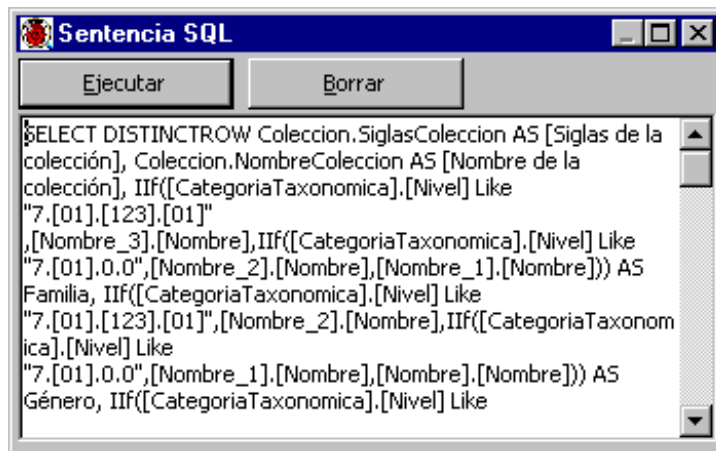 Sentencia SQL
Ejecutar
Borrar
SELECT DISTINCTROW Coleccion.SiglasColeccion AS [Siglas de la
colección], Coleccion.NombreColeccion AS [Nombre de la
colección], IIf([CategoriaTaxonomica].[Nivel] Like
"7.[01].[123].[01]"
,[Nombre_3].[Nombre],IIf([CategoriaTaxonomica].[Nivel] Like
"7.[01].0.0",[Nombre_2].[Nombre],[Nombre_1].[Nombre])) AS
Familia, IIf([CategoriaTaxonomica].[Nivel] Like
"7.[01].[123].[01]",[Nombre_2].[Nombre],IIf([CategoriaTaxonom
ica].[Nivel] Like
"7.[01].0.0",[Nombre_1].[Nombre],[Nombre].[Nombre])) AS
Género, IIf([CategoriaTaxonomica].[Nivel] Like